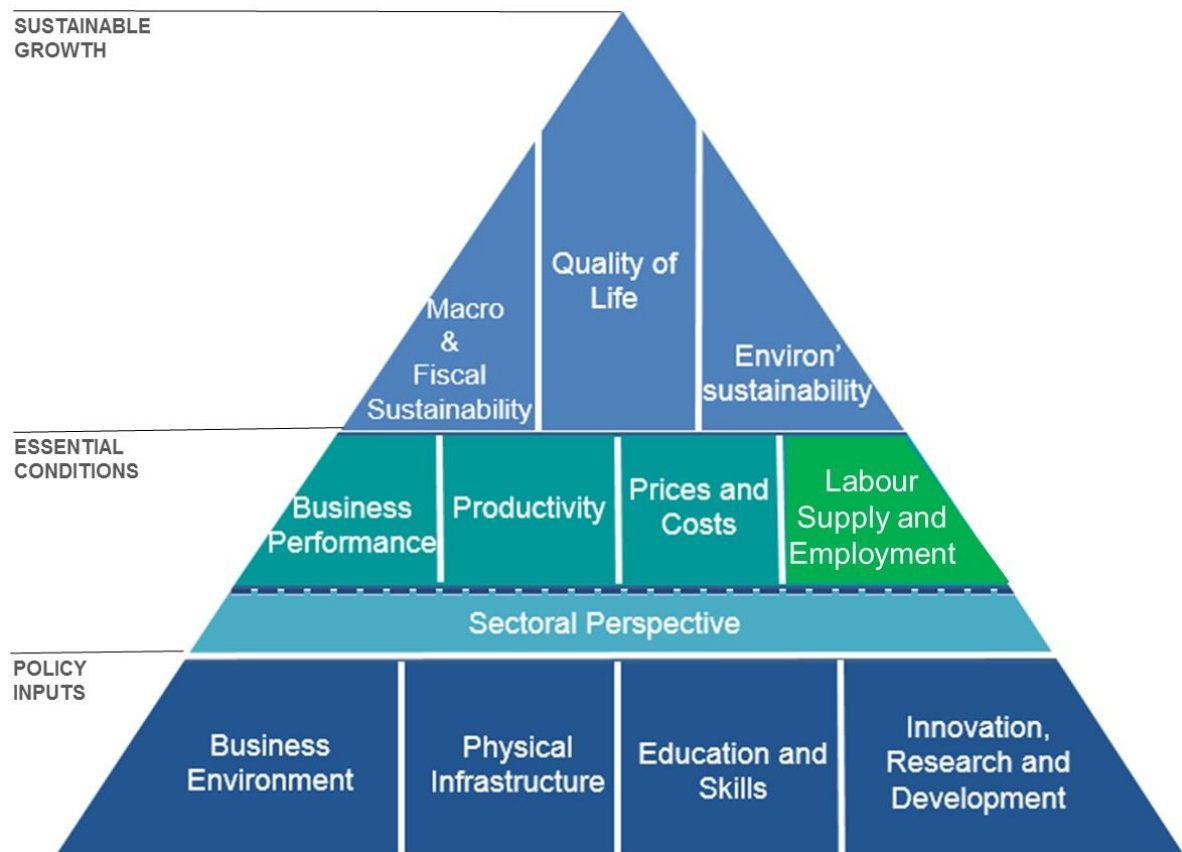 SUSTAINABLE
GROWTH
Quality of
Life
Macro
&
Fiscal
Sustainability
Environ’
sustainability
ESSENTIAL
CONDITIONS
Business
Performance
Productivity
Prices and
Costs
Labour
Supply and
Employment
Sectoral Perspective
POLICY
INPUTS
Business
Environment
Physical
Infrastructure
Education and
Skills
Innovation,
Research and
Development